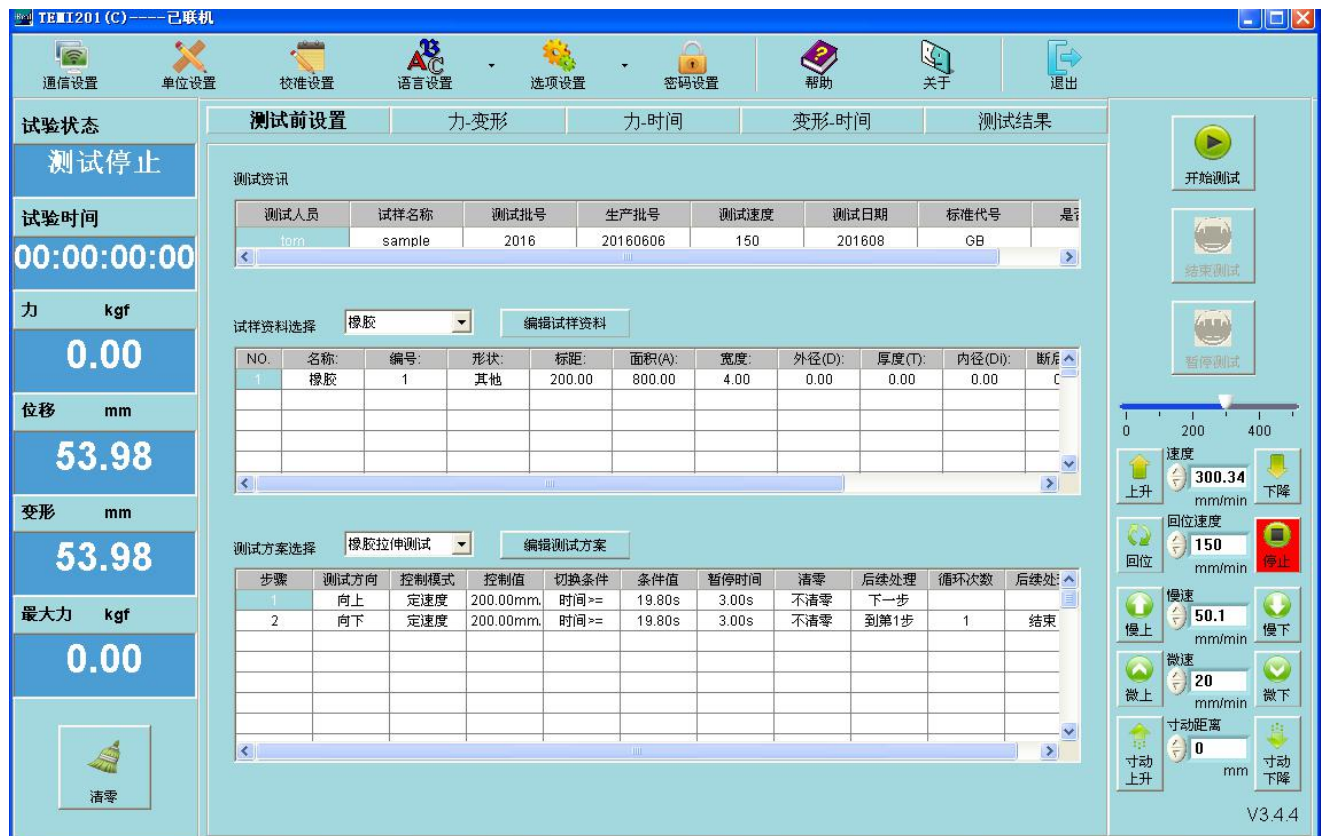 TEMI201(C)----己联机
通信设置 单位设置 校准设置 语言设置 选项设置 密码设置 帮助 关于 退出
试验状态
测试停止
试验时间
00:00:00:00
力 kgf
0.00
位移 mm
53.98
变形 mm
53.98
最大力 kgf
0.00
清零
测试前设置 力-变形 力-时间 变形-时间 测试结果
测试资讯
测试人员 试样名称 测试批号 生产批号 测试速度 测试日期 标准代号 是否
tom sample 2016 20160606 150 201608 GB
试样资料选择 橡胶 编辑试样资料
NO. 名称: 编号: 形状: 标距: 面积(A): 宽度: 外径(D): 厚度(T): 内径(Di): 断后
1 橡胶 1 其他 200.00 800.00 4.00 0.00 0.00 0.00
测试方案选择 橡胶拉伸测试 编辑测试方案
步骤 测试方向 控制模式 控制值 切换条件 条件值 暂停时间 清零 后续处理 循环次数 后续处
1 向上 定速度 200.00mm. 时间>= 19.80s 3.00s 不清零 下一步
2 向下 定速度 200.00mm. 时间>= 19.80s 3.00s 不清零 到第1步 1 结束
开始测试
结束测试
暂停测试
0 200 400
速度
上升 300.34 下降
mm/min
回位速度
回位 150 停止
mm/min
慢速
慢上 50.1 慢下
mm/min
微速
微上 20 微下
mm/min
寸动距离
寸动上升 0 寸动下降
mm
V3.4.4